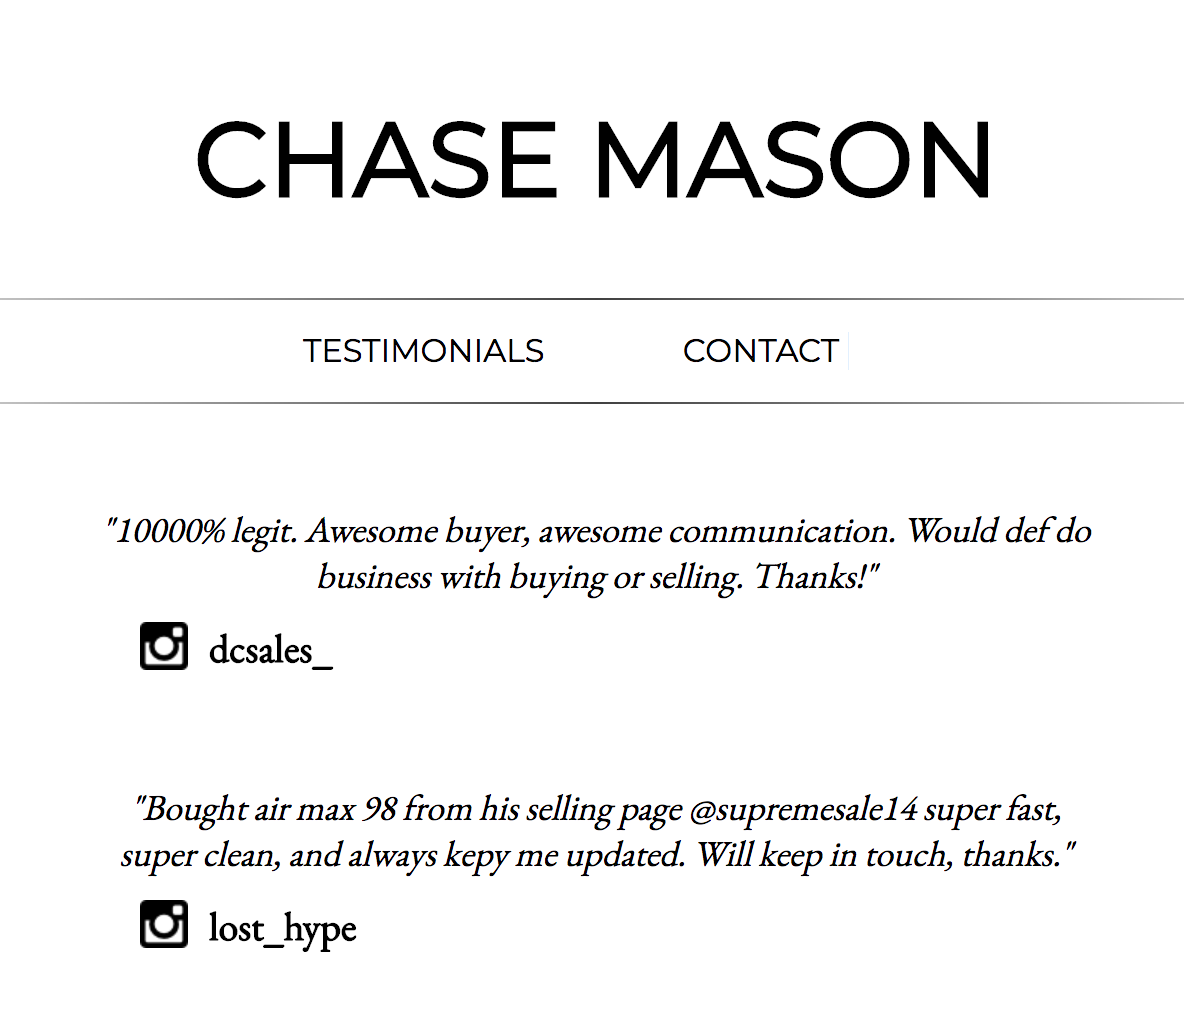 CHASE MASON
TESTIMONIALS CONTACT
"10000% legit. Awesome buyer, awesome communication. Would def do
business with buying or selling. Thanks!"
dcsales_
"Bought air max 98 from his selling page @supremesale14 super fast,
super clean, and always kepy me updated. Will keep in touch, thanks."
lost_hype